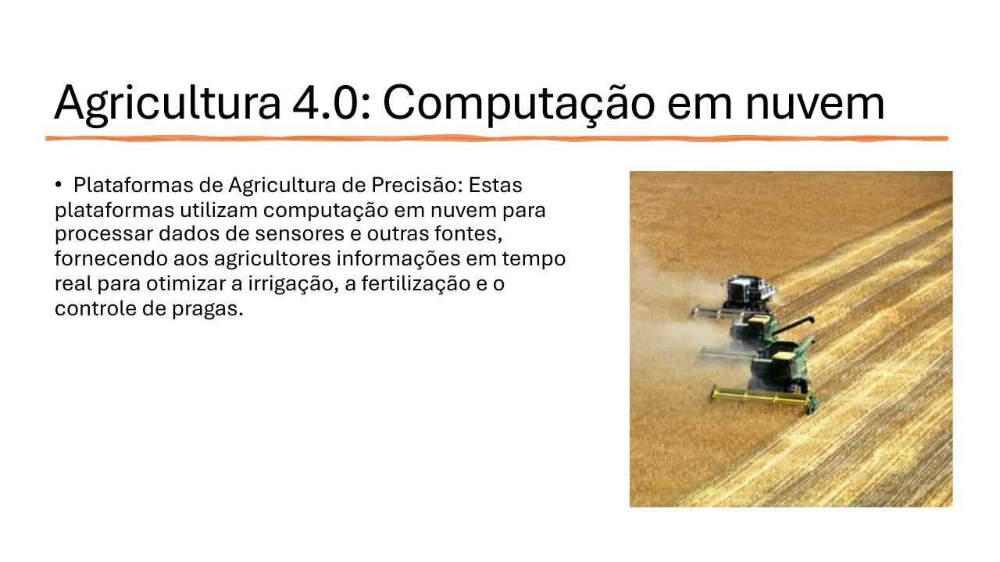 Agricultura 4.0: Computação em nuvem
• Plataformas de Agricultura de Precisão: Estas
plataformas utilizam computação em nuvem para
processar dados de sensores e outras fontes,
fornecendo aos agricultores informações em tempo
real para otimizar a irrigação, a fertilização e o
controle de pragas.